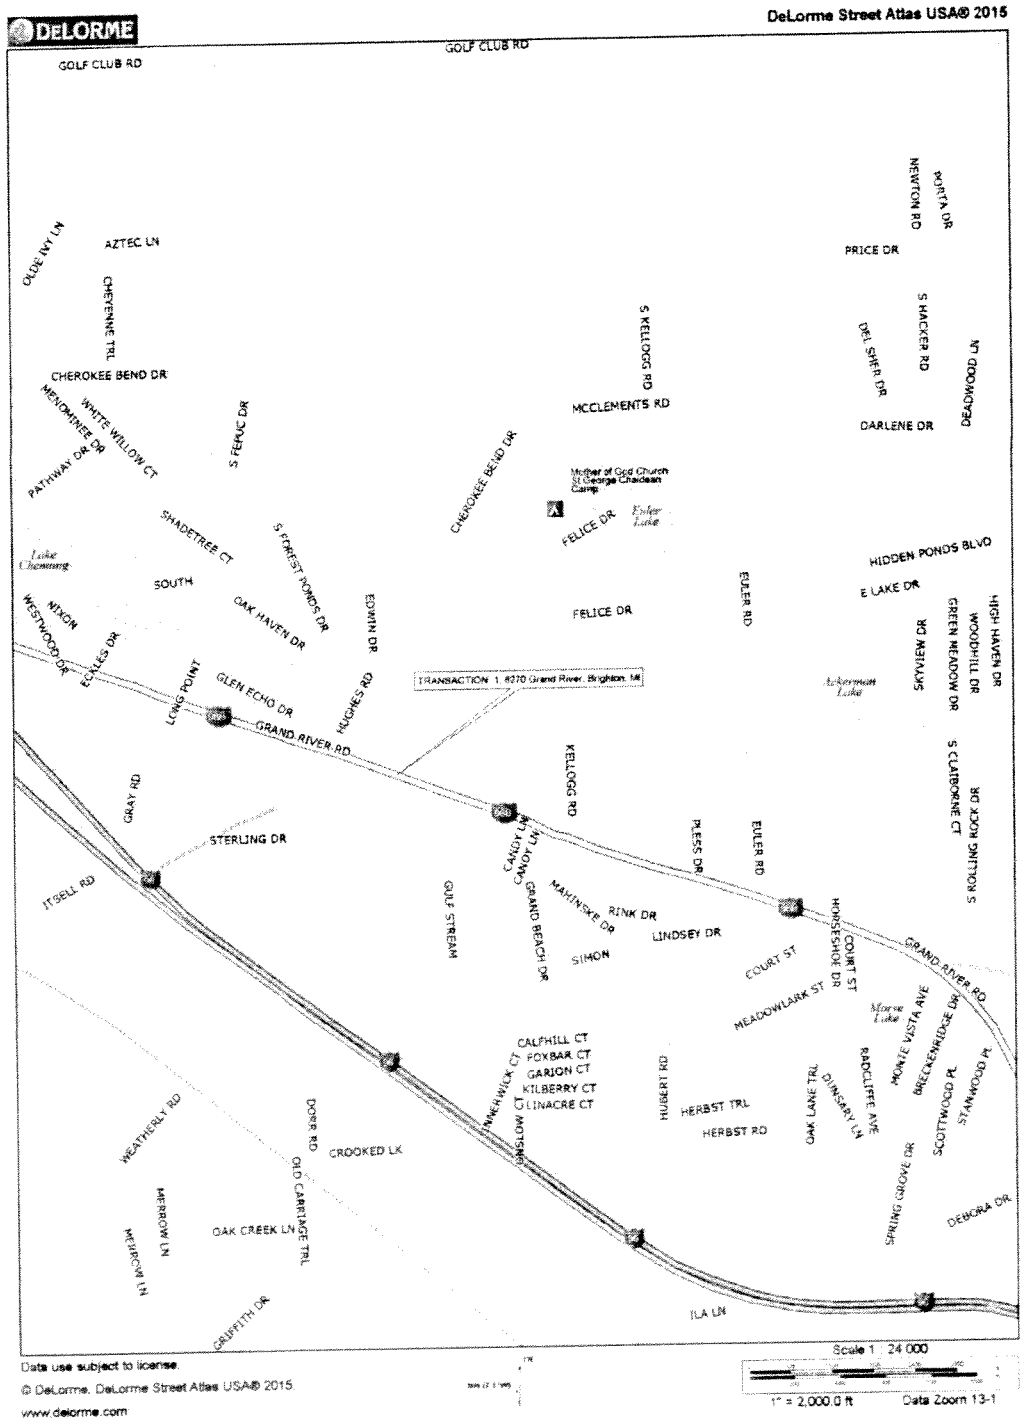 DELORME
DeLorme Street Atlas USA® 2015
GOLF CLUB RD
GOLF CLUB RD
NEWTON RD
PORTA DR
OLDE IVY LN
AZTEC LN
PRICE DR
CHEYENNE TRL
S KELLOGG RD
S HACKER RD
DEL SHER DR
DEADWOOD LN
CHEROKEE BEND DR
MENOMINEE DR
WHITE WILLOW CT
S FEPUC DR
MCCLEMENTS RD
DARLENE DR
PATHWAY DR
CHEROKEE BEND DR
Mother of God Church
St George Chaldean
Camp
SHADETREE CT
S FOREST PONDS DR
FELICE DR
Euler
Lake
Lake
Chemung
HIDDEN PONDS BLVD
SOUTH
E LAKE DR
NIXON
WESTWOOD DR
OAK HAVEN DR
EDWIN DR
FELICE DR
EULER RD
SKYVIEW DR
GREEN MEADOW DR
WOODHILL DR
HIGH HAVEN DR
ECKLES DR
LONG POINT
GLEN ECHO DR
HUGHES RD
TRANSACTION 1, 8270 Grand River, Brighton, MI
Ackerman
Lake
GRAND RIVER RD
GRAY RD
KELLOGG RD
S CLAIBORNE CT
S ROLLING ROCK DR
STERLING DR
CANDY LN
CANDY LN
PLESS DR
EULER RD
ITSELL RD
GULF STREAM
GRAND BEACH DR
MAHINSKE DR
RINK DR
LINDSEY DR
SIMON
HORSESHOE DR
COURT ST
COURT ST
GRAND RIVER RD
MEADOWLARK ST
Morse
Lake
MONTE VISTA AVE
BRECKENRIDGE DR
CALFHILL CT
FOXBAR CT
GARION CT
KILBERRY CT
LINACRE CT
INNERWICK CT
HUBERT RD
HERBST TRL
HERBST RD
OAK LANE TRL
DUNSARY LN
RADCLIFFE AVE
SCOTTWOOD PL
STANWOOD PL
WEATHERLY RD
DORR RD
CROOKED LK
OLD CARRIAGE TRL
MERROW LN
MERROW LN
OAK CREEK LN
SPRING GROVE DR
DEBORA DR
GRIFFITH DR
ILA LN
Data use subject to license.
© DeLorme. DeLorme Street Atlas USA® 2015.
www.delorme.com
TN
Scale 1 : 24 000
1" = 2,000.0 ft
Data Zoom 13-1